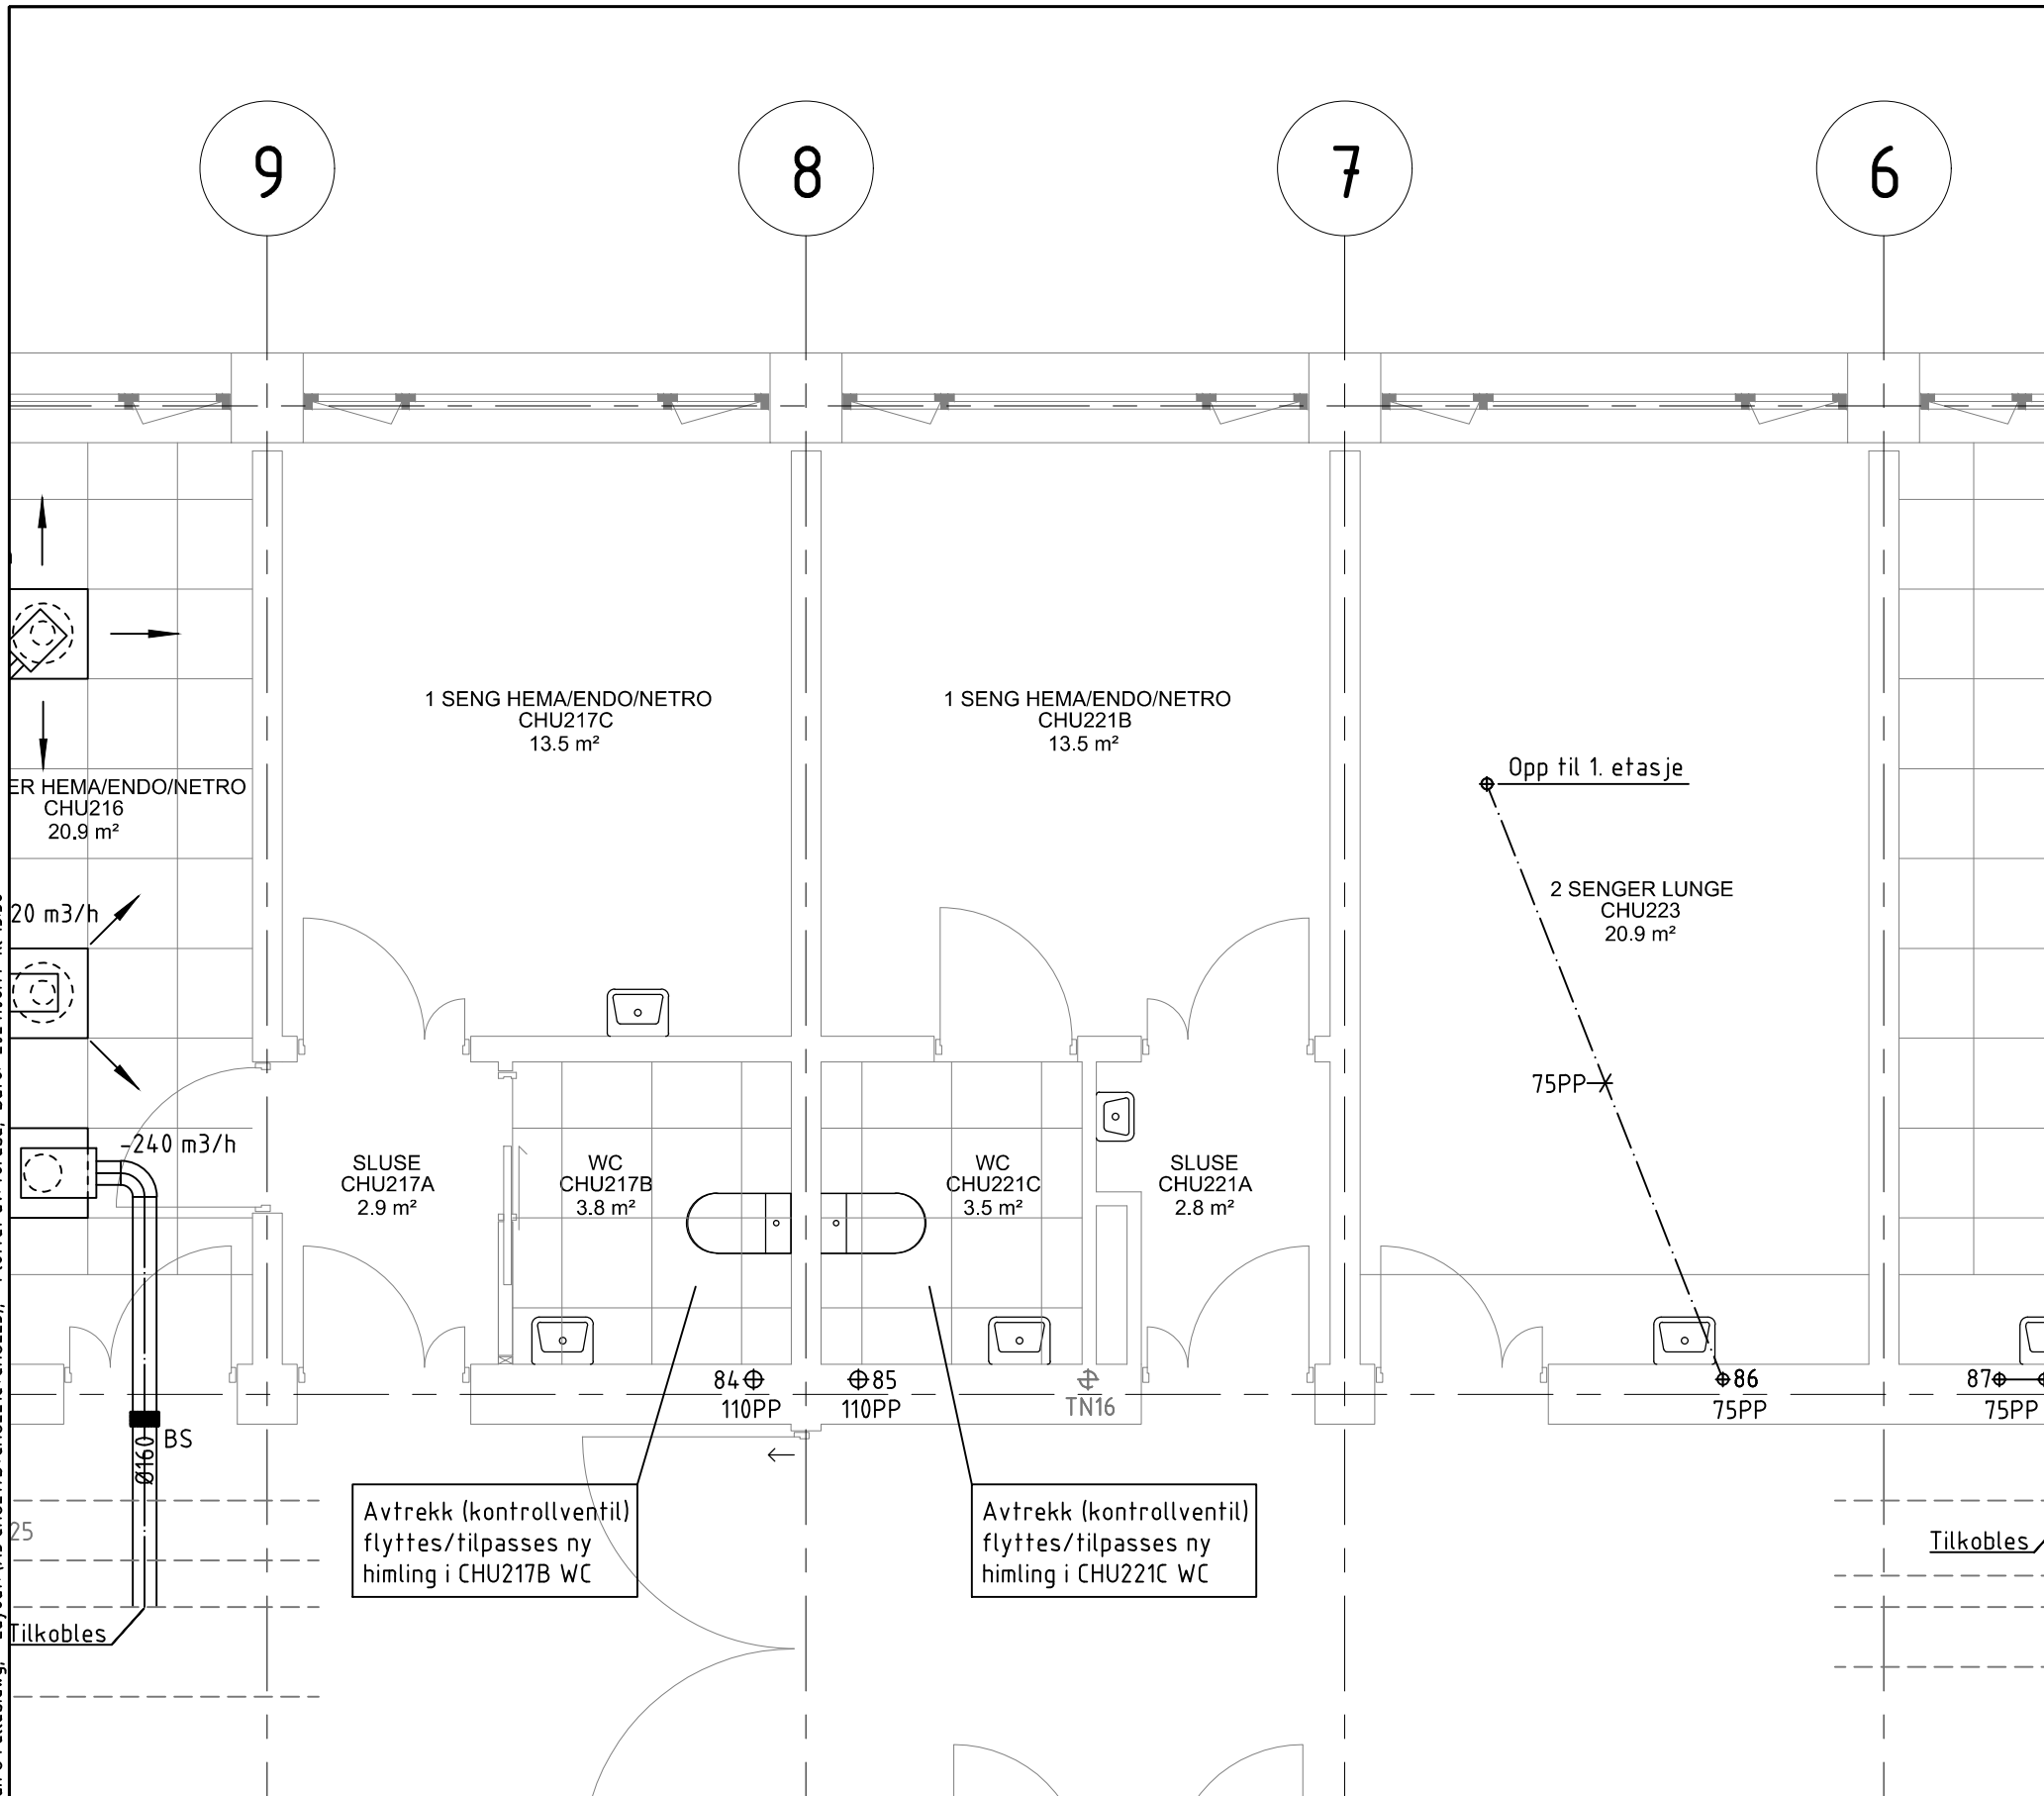 9
8
7
6
1 SENG HEMA/ENDO/NETRO
CHU217C
13.5 m²
1 SENG HEMA/ENDO/NETRO
CHU221B
13.5 m²
Opp til 1. etasje
ER HEMA/ENDO/NETRO
CHU216
20.9 m²
2 SENGER LUNGE
CHU223
20.9 m²
20 m3/h
75PP
-240 m3/h
SLUSE
CHU217A
2.9 m²
WC
CHU217B
3.8 m²
WC
CHU221C
3.5 m²
SLUSE
CHU221A
2.8 m²
84
110PP
85
110PP
TN16
86
75PP
87
75PP
BS
Ø160
Avtrekk (kontrollventil)
flyttes/tilpasses ny
himling i CHU217B WC
Avtrekk (kontrollventil)
flyttes/tilpasses ny
himling i CHU221C WC
25
Tilkobles
Tilkobles